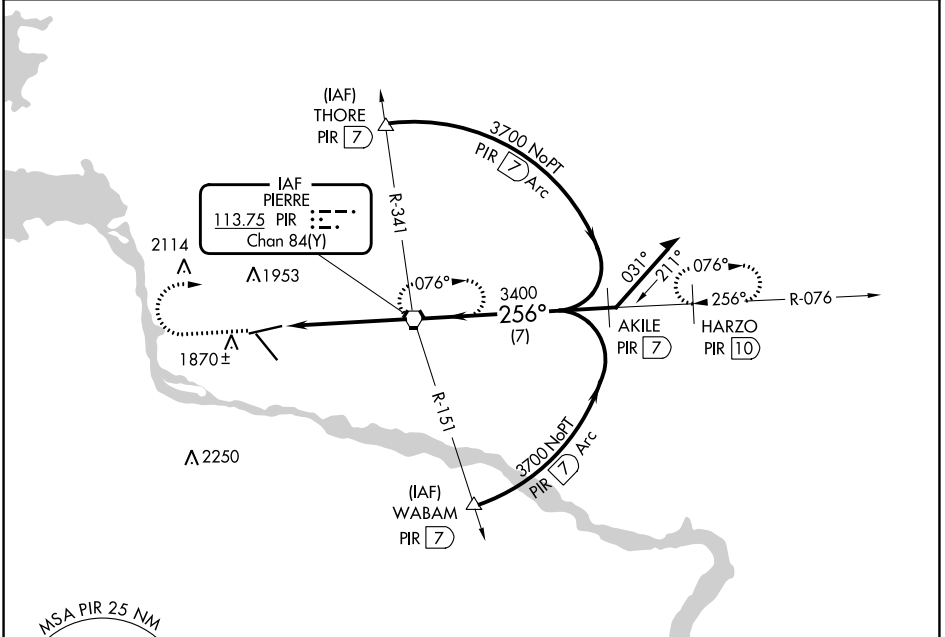 (IAF)
THORE
PIR 7
3700 NoPT
PIR 7 Arc
IAF
PIERRE
113.75 PIR
Chan 84(Y)
R-341
2114
1953
076°
3400
256°
(7)
031°
211°
076°
256°
R-076
AKILE
PIR 7
HARZO
PIR 10
1870±
R-151
2250
3700 NoPT
PIR 7 Arc
(IAF)
WABAM
PIR 7
MSA PIR 25 NM